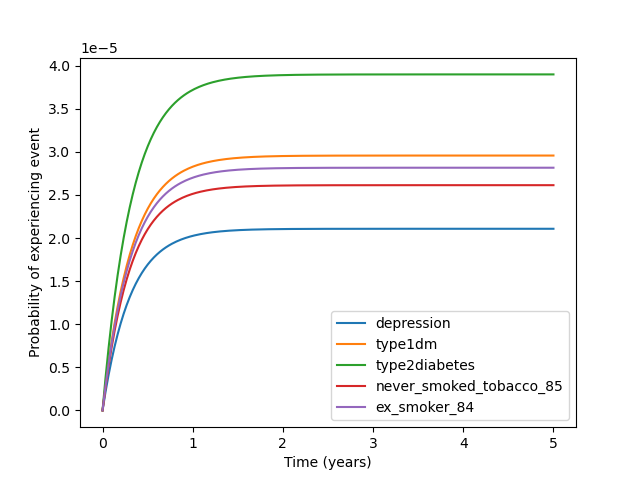 1e−5
4.0
3.5
3.0
2.5
2.0
1.5
1.0
0.5
0.0
Probability of experiencing event
depression
type1dm
type2diabetes
never_smoked_tobacco_85
ex_smoker_84
0 1 2 3 4 5
Time (years)